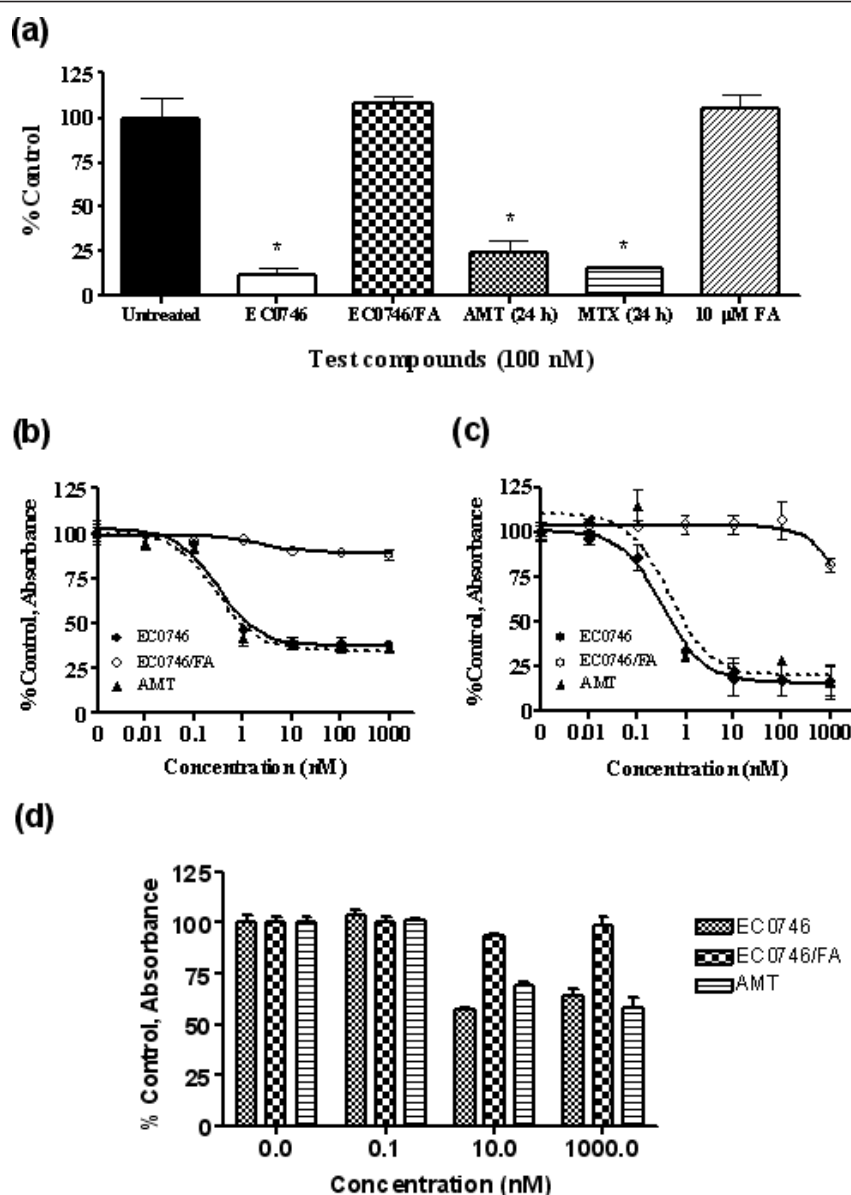 (a)
% Control
125
100
75
50
25
0
Untreated EC0746 EC0746/FA AMT (24 h) MTX (24 h) 10 µM FA
* * *
Test compounds (100 nM)
(b)
%Control, Absorbance
125
100
75
50
25
0
EC0746
EC0746/FA
AMT
0 0.01 0.1 1 10 100 1000
Concentration (nM)
(c)
%Control, Absorbance
125
100
75
50
25
0
EC0746
EC0746/FA
AMT
0 0.01 0.1 1 10 100 1000
Concentration (nM)
(d)
% Control, Absorbance
125
100
75
50
25
0
0.0 0.1 10.0 1000.0
Concentration (nM)
EC0746
EC0746/FA
AMT